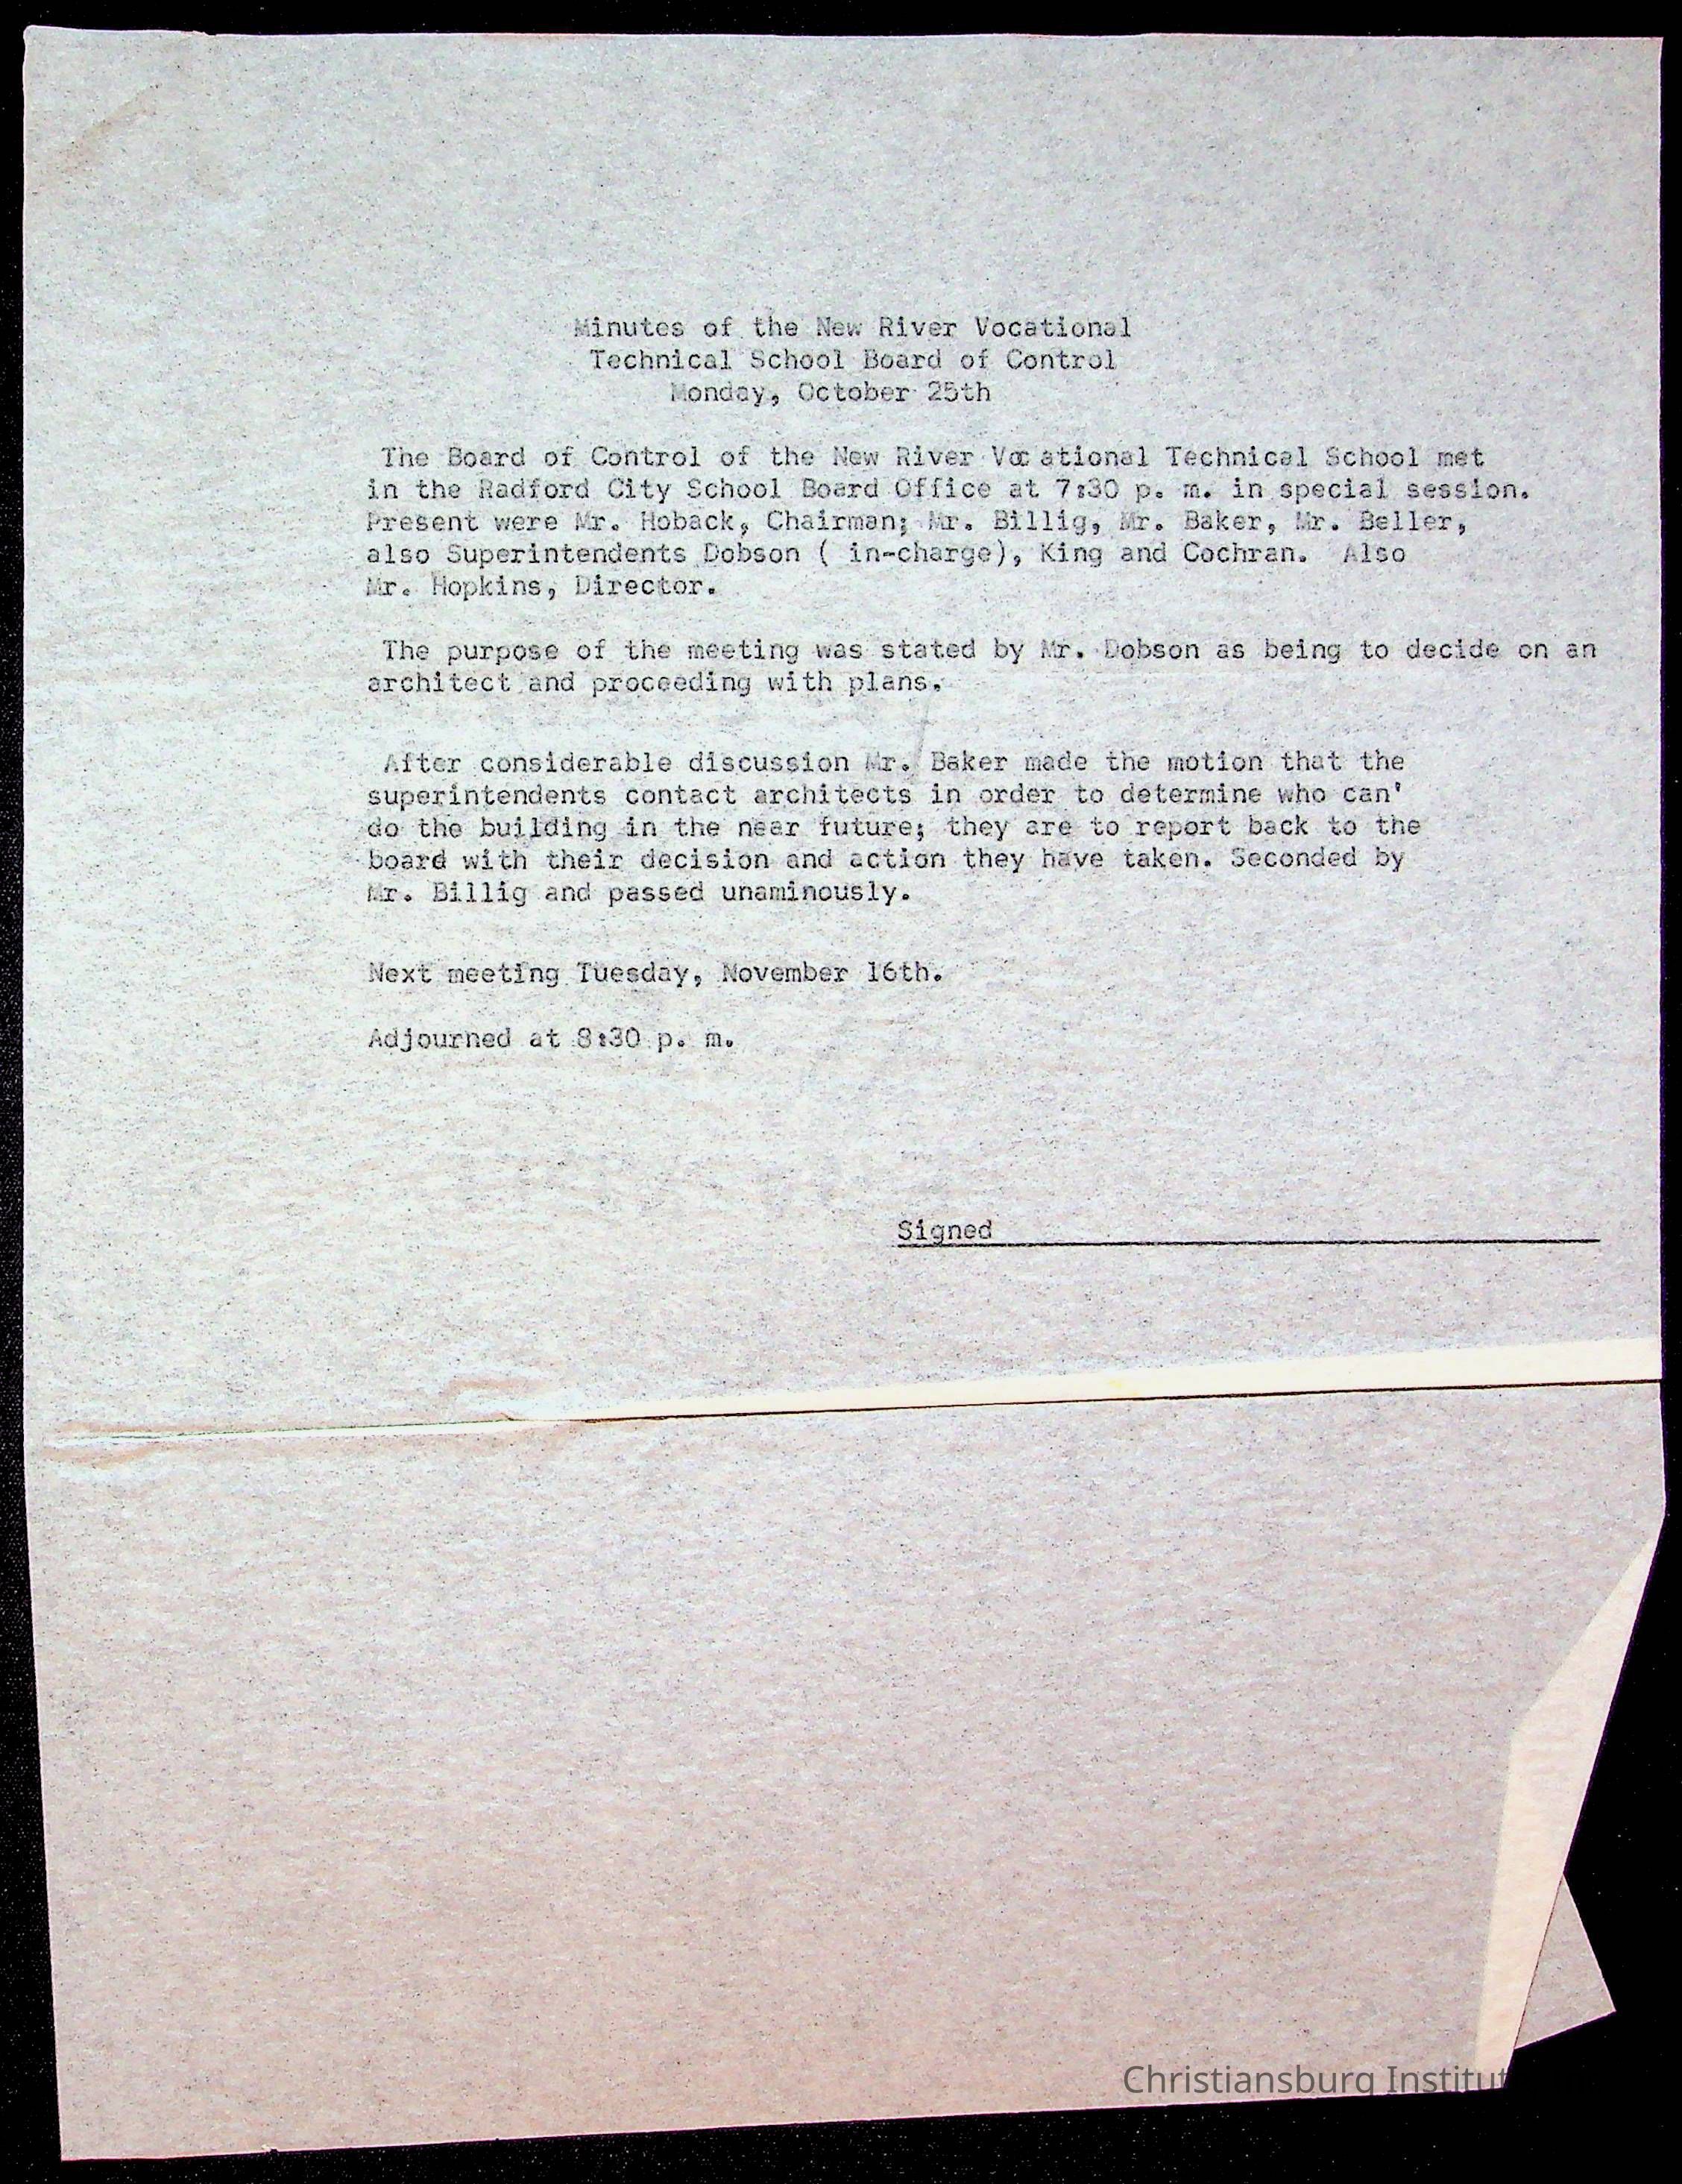 Minutes of the New River Vocational
Technical School Board of Control
Monday, October 25th
The Board of Control of the New River Vocational Technical School met
in the Radford City School Board Office at 7:30 p. m. in special session.
Present were Mr. Hoback, Chairman; Mr. Billig, Mr. Baker, Mr. Beller,
also Superintendents Dobson ( in-charge), King and Cochran. Also
Mr. Hopkins, Director.
The purpose of the meeting was stated by Mr. Dobson as being to decide on an
architect and proceeding with plans.
After considerable discussion Mr. Baker made the motion that the
superintendents contact architects in order to determine who can'
do the building in the near future; they are to report back to the
board with their decision and action they have taken. Seconded by
Mr. Billig and passed unaminously.
Next meeting Tuesday, November 16th.
Adjourned at 8:30 p. m.
Signed
Christiansburg Institut